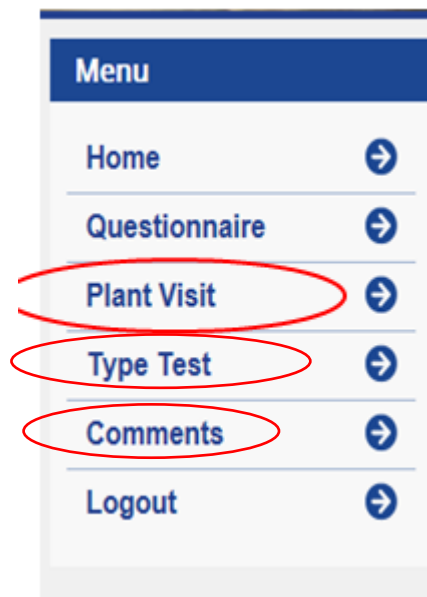 Menu
Home
Questionnaire
Plant Visit
Type Test
Comments
Logout